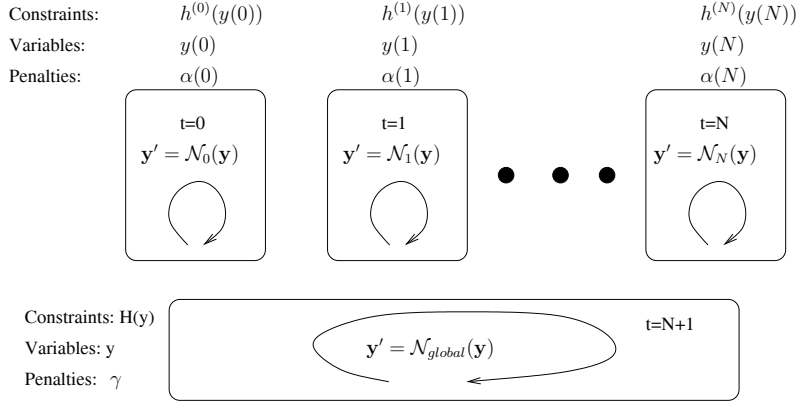 Constraints: h^{(0)}(y(0)) h^{(1)}(y(1)) h^{(N)}(y(N))
Variables: y(0) y(1) y(N)
Penalties: α(0) α(1) α(N)
t=0 t=1 t=N
y′ = 𝒩_0(y) y′ = 𝒩_1(y) y′ = 𝒩_N(y)
Constraints: H(y) t=N+1
Variables: y y′ = 𝒩_{global}(y)
Penalties: γ